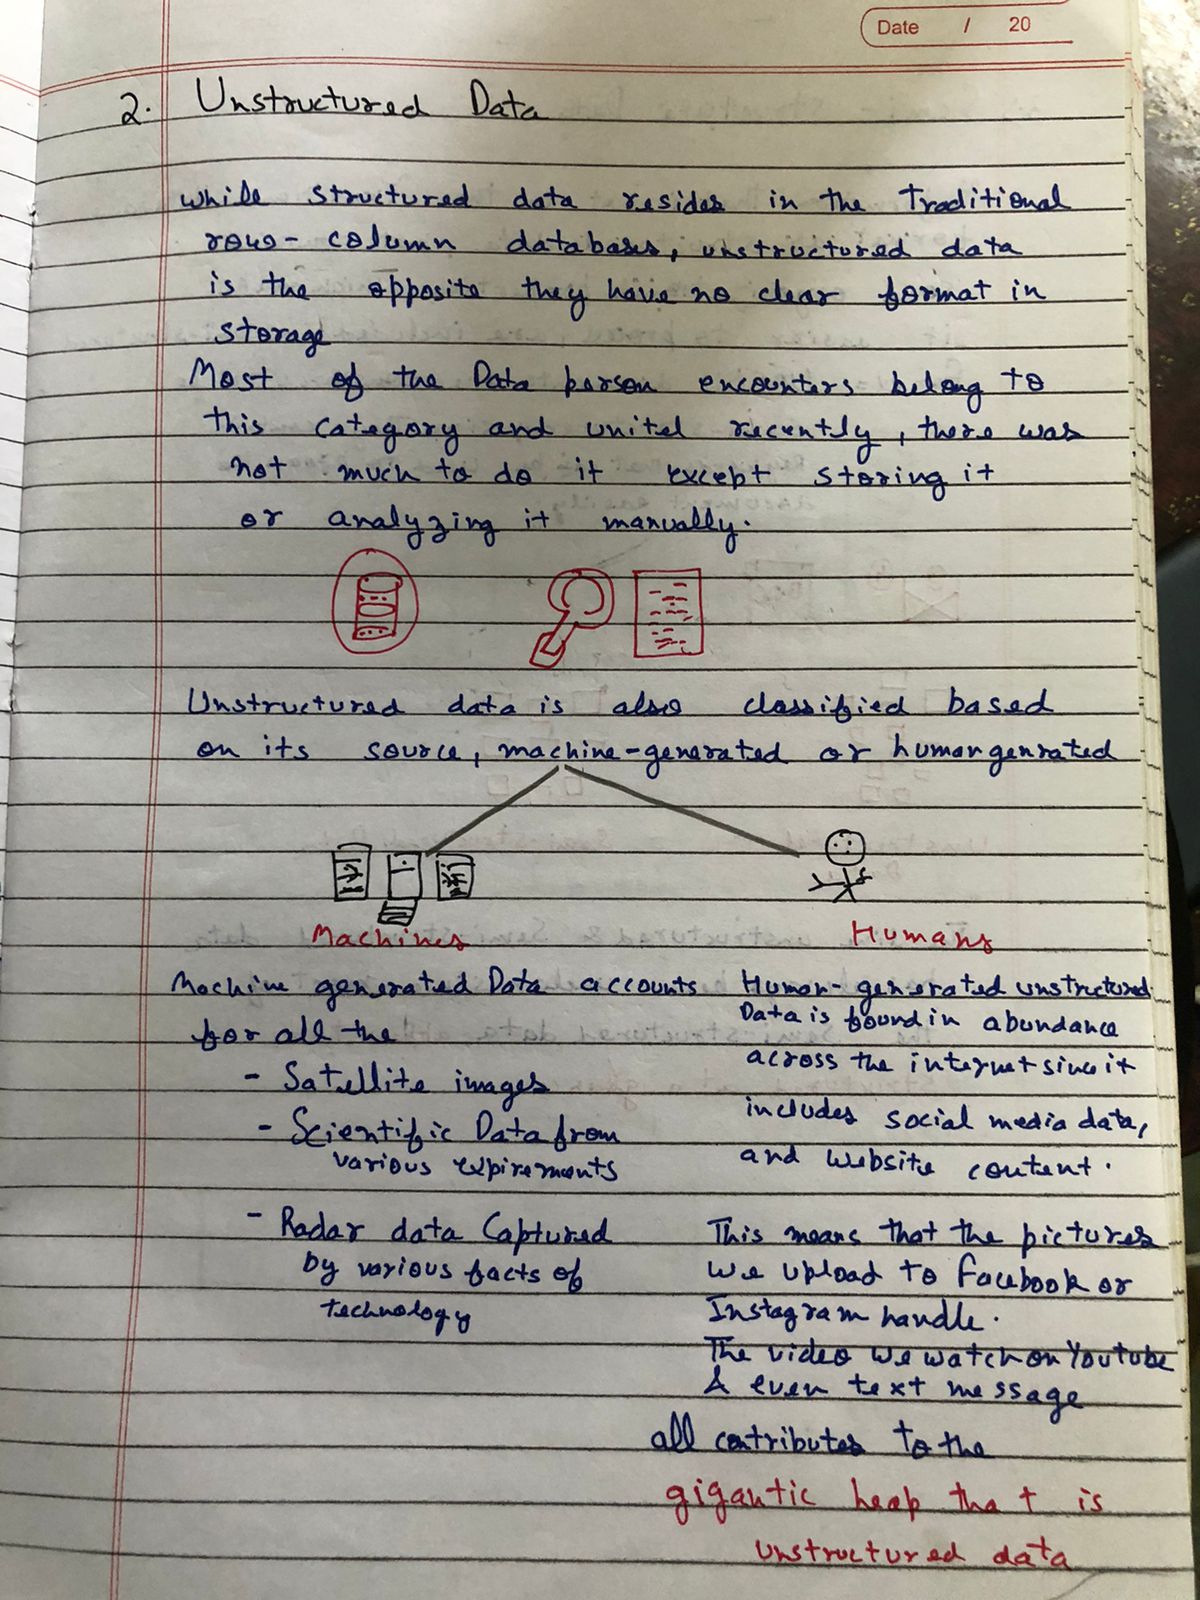 Date / 20
2. Unstructured Data
while structured data resides in the Traditional
rows-column databases, unstructured data
is the opposite they have no clear format in
storage
Most of the Data person encounters belong to
this category and unitel recently, there was
not much to do it except storing it
or analyzing it manually.
Unstructured data is also classified based
on its source, machine-generated or human genrated
Machines
Humans
Machine generated Data accounts
for all the
- Satellite images
- Scientific Data from
various expirements
- Radar data Captured
by various facts of
technology
Human-generated unstructured
Data is found in abundance
across the internet since it
includes social media data,
and website content.
This means that the pictures
we upload to Facebook or
Instagram handle.
The video we watch on Youtube
& even text message
all contributes to the
gigantic heap that is
unstructured data